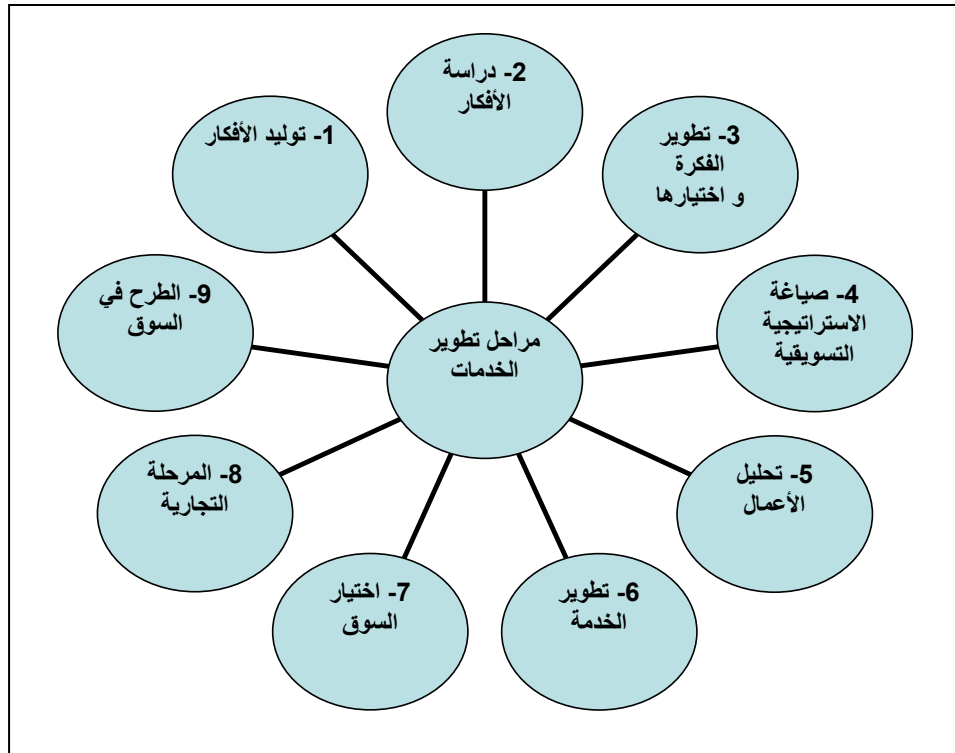 مراحل تطوير
الخدمات
1- توليد الأفكار
2- دراسة
الأفكار
3- تطوير
الفكرة
و اختيارها
4- صياغة
الاستراتيجية
التسويقية
5- تحليل
الأعمال
6- تطوير
الخدمة
7- اختيار
السوق
8- المرحلة
التجارية
9- الطرح في
السوق